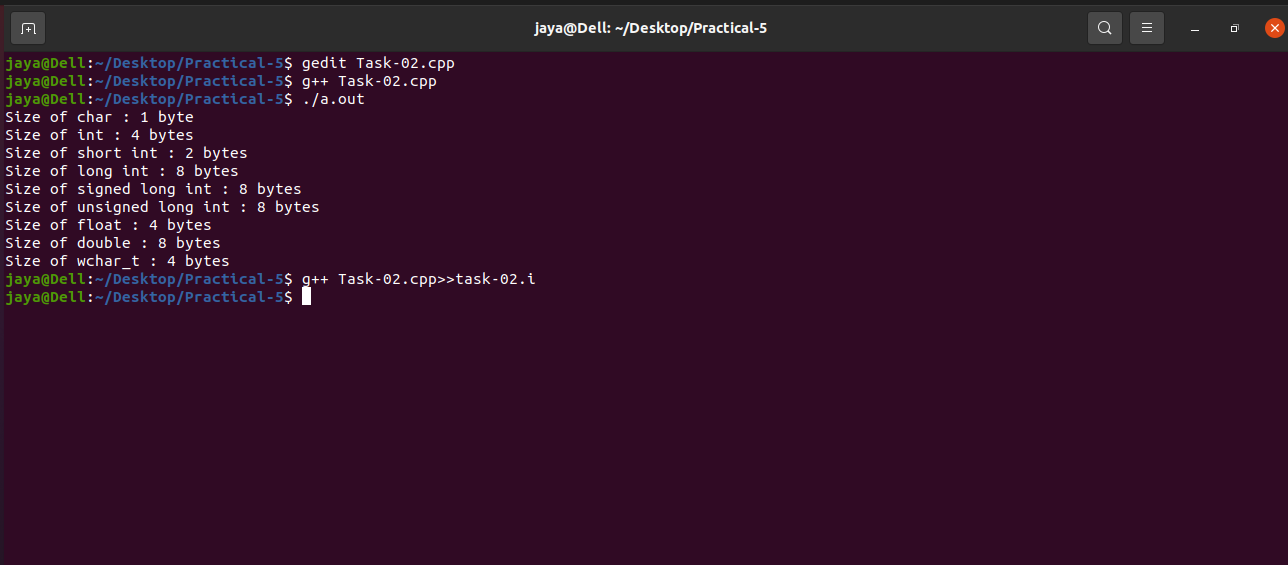 jaya@Dell: ~/Desktop/Practical-5
jaya@Dell:~/Desktop/Practical-5$ gedit Task-02.cpp
jaya@Dell:~/Desktop/Practical-5$ g++ Task-02.cpp
jaya@Dell:~/Desktop/Practical-5$ ./a.out
Size of char : 1 byte
Size of int : 4 bytes
Size of short int : 2 bytes
Size of long int : 8 bytes
Size of signed long int : 8 bytes
Size of unsigned long int : 8 bytes
Size of float : 4 bytes
Size of double : 8 bytes
Size of wchar_t : 4 bytes
jaya@Dell:~/Desktop/Practical-5$ g++ Task-02.cpp>>task-02.i
jaya@Dell:~/Desktop/Practical-5$